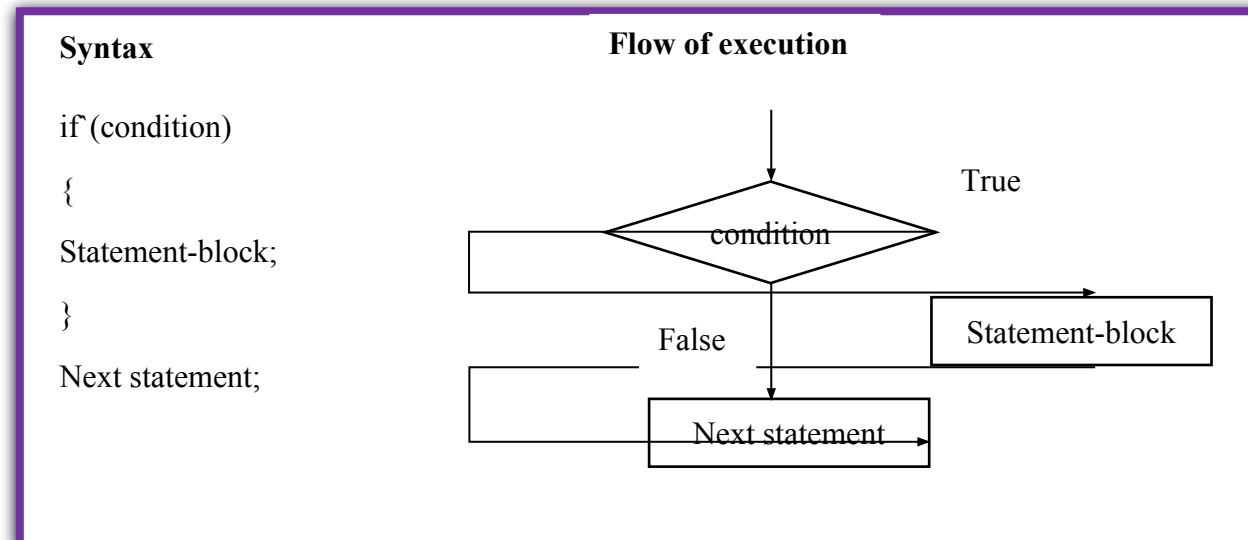 Syntax
if`(condition)
{
Statement-block;
}
Next statement;
Flow of execution
True
condition
False
Statement-block
Next statement